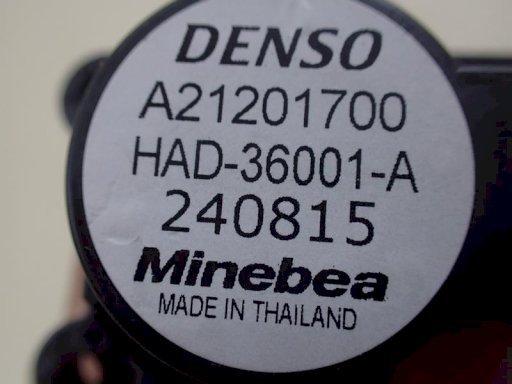 DENSO
A21201700
HAD-36001-A
240815
Minebea
MADE IN THAILAND